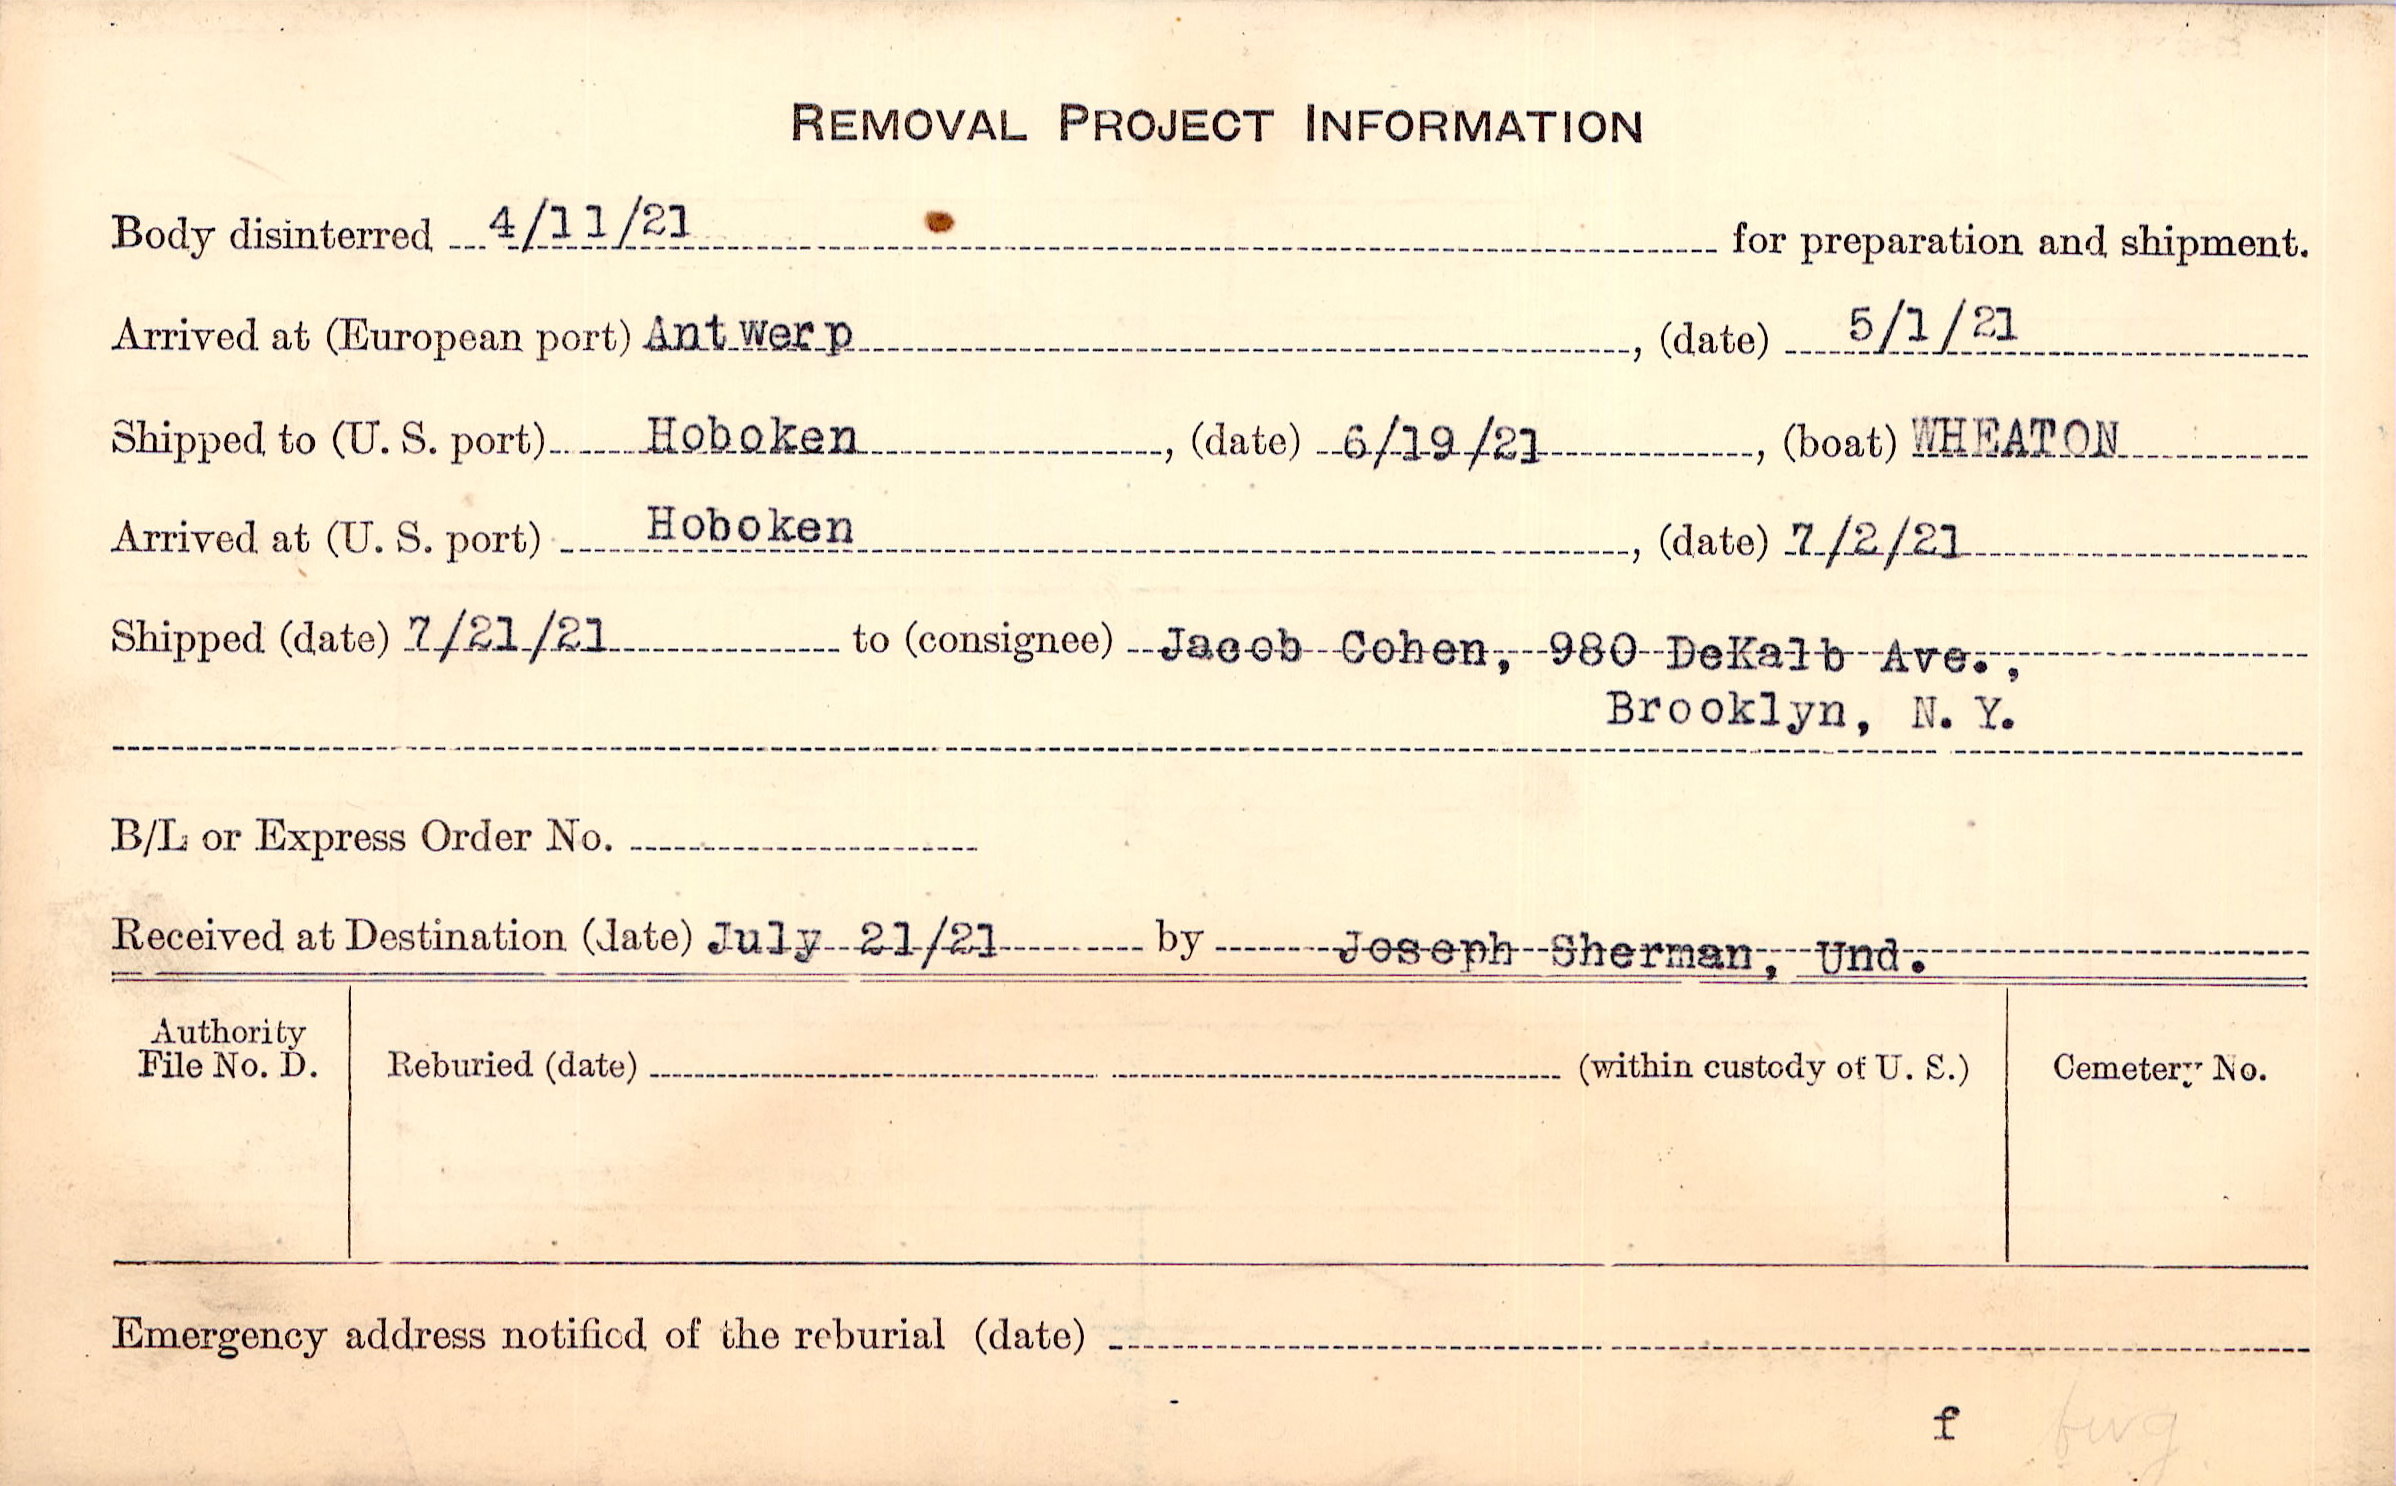 REMOVAL PROJECT INFORMATION
Body disinterred 4/11/21 for preparation and shipment.
Arrived at (European port) Antwerp, (date) 5/1/21
Shipped to (U. S. port) Hoboken, (date) 6/19/21, (boat) WHEATON
Arrived at (U. S. port) Hoboken, (date) 7/2/21
Shipped (date) 7/21/21 to (consignee) Jacob Cohen, 980 DeKalb Ave.,
Brooklyn, N. Y.
B/L or Express Order No.
Received at Destination (date) July 21/21 by Joseph Sherman, Und.
Authority
File No. D.
Reburied (date) (within custody of U. S.)
Cemetery No.
Emergency address notified of the reburial (date)
f